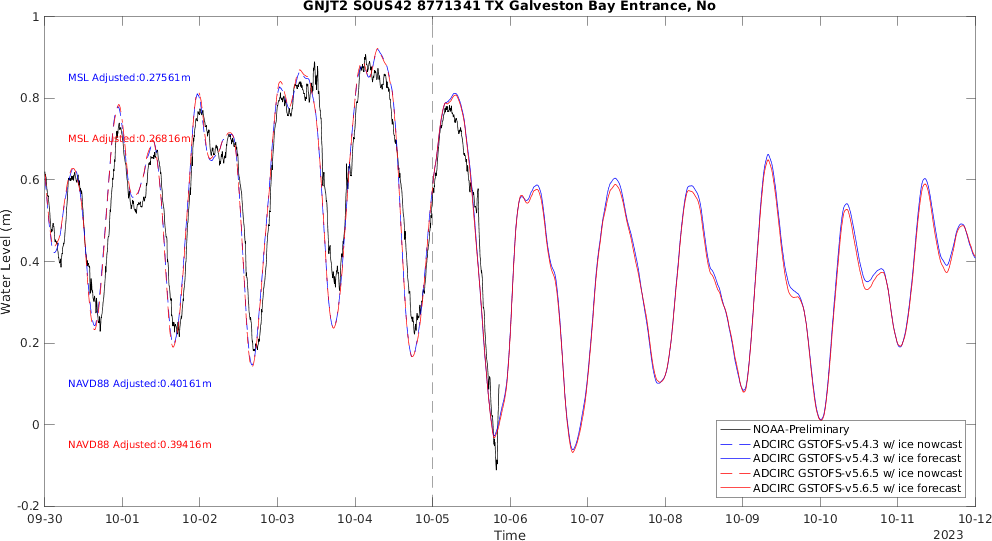 GNJT2 SOUS42 8771341 TX Galveston Bay Entrance, No
1
0.8
0.6
0.4
0.2
0
-0.2
Water Level (m)
MSL Adjusted:0.27561m
MSL Adjusted:0.26816m
NAVD88 Adjusted:0.40161m
NAVD88 Adjusted:0.39416m
NOAA-Preliminary
ADCIRC GSTOFS-v5.4.3 w/ ice nowcast
ADCIRC GSTOFS-v5.4.3 w/ ice forecast
ADCIRC GSTOFS-v5.6.5 w/ ice nowcast
ADCIRC GSTOFS-v5.6.5 w/ ice forecast
09-30 10-01 10-02 10-03 10-04 10-05 10-06 10-07 10-08 10-09 10-10 10-11 10-12
Time
2023